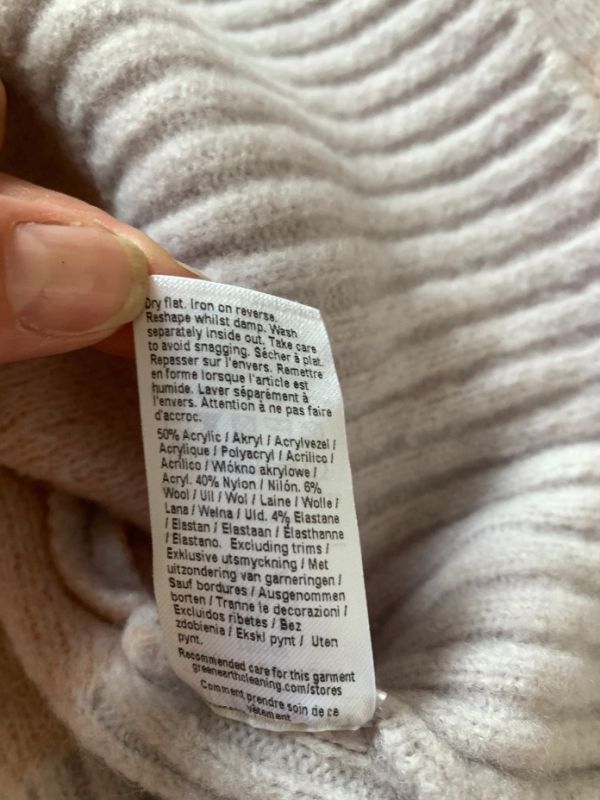 Dry flat. Iron on reverse.
Reshape whilst damp. Wash
separately inside out. Take care
to avoid snagging. Sécher à plat.
Repasser sur l'envers. Remettre
en forme lorsque l'article est
humide. Laver séparément à
l'envers. Attention à ne pas faire
d'accroc.
50% Acrylic / Akryl / Acrylvezel /
Acrylique / Polyacryl / Acrilico /
Acrílico / Włókno akrylowe /
Acryl. 40% Nylon / Nilón. 6%
Wool / Ull / Wol / Laine / Wolle /
Lana / Wełna / Uld. 4% Elastane
/ Elastan / Elastaan / Élasthanne
/ Elastano. Excluding trims /
Exklusive utsmyckning / Met
uitzondering van garneringen /
Sauf bordures / Ausgenommen
borten / Tranne le decorazioni /
Excluidos ribetes / Bez
zdobienia / Ekskl pynt / Uten
pynt.
Recommended care for this garment
greenearthcleaning.com/stores
Comment prendre soin de ce
vêtement